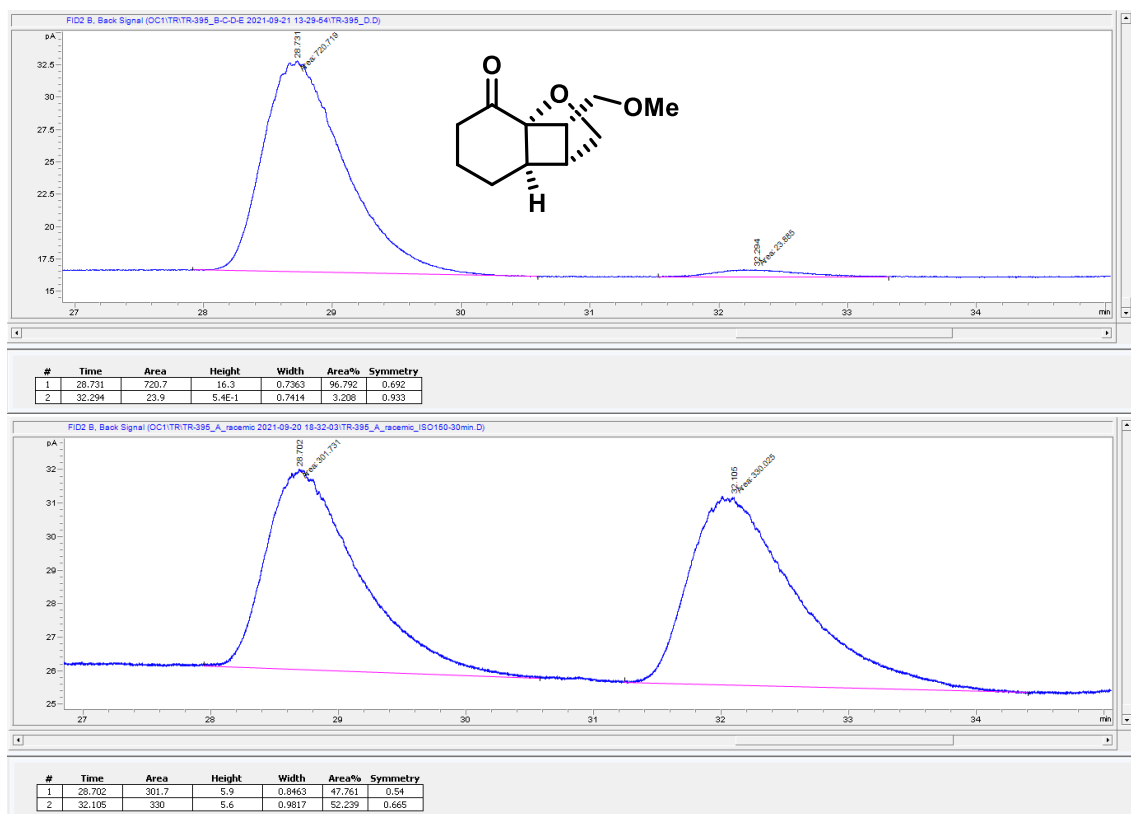 FID2 B, Back Signal (OC1\TR\TR-395_B-C-D-E 2021-09-21 13-29-54\TR-395_D.D)
pA
32.5
30
27.5
25
22.5
20
17.5
15
28.731
Area: 720.719
32.294
Area: 23.885
O
O
OMe
H
27 28 29 30 31 32 33 34 min
# Time Area Height Width Area% Symmetry
1 28.731 720.7 16.3 0.7363 96.792 0.692
2 32.294 23.9 5.4E-1 0.7414 3.208 0.933
FID2 B, Back Signal (OC1\TR\TR-395_A_racemic 2021-09-20 18-32-03\TR-395_A_racemic_ISO150-30min.D)
pA
32
31
30
29
28
27
26
25
28.702
Area: 301.731
32.105
Area: 330.025
27 28 29 30 31 32 33 34 min
# Time Area Height Width Area% Symmetry
1 28.702 301.7 5.9 0.8463 47.761 0.54
2 32.105 330 5.6 0.9817 52.239 0.665